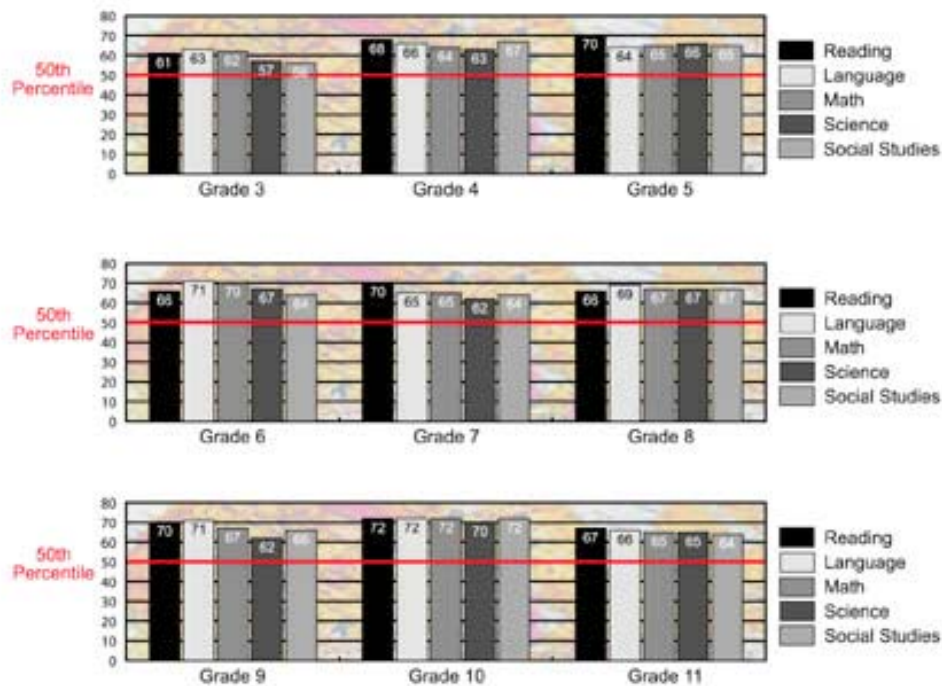 50th
Percentile
80
70
60
50
40
30
20
10
0
61 63 62 57 56
68 66 64 63 67
70 64 65 66 65
Grade 3
Grade 4
Grade 5
Reading
Language
Math
Science
Social Studies
50th
Percentile
80
70
60
50
40
30
20
10
0
66 71 70 67 64
70 65 65 62 64
66 69 67 67 67
Grade 6
Grade 7
Grade 8
Reading
Language
Math
Science
Social Studies
50th
Percentile
80
70
60
50
40
30
20
10
0
70 71 67 62 66
72 72 72 70 72
67 66 65 65 64
Grade 9
Grade 10
Grade 11
Reading
Language
Math
Science
Social Studies